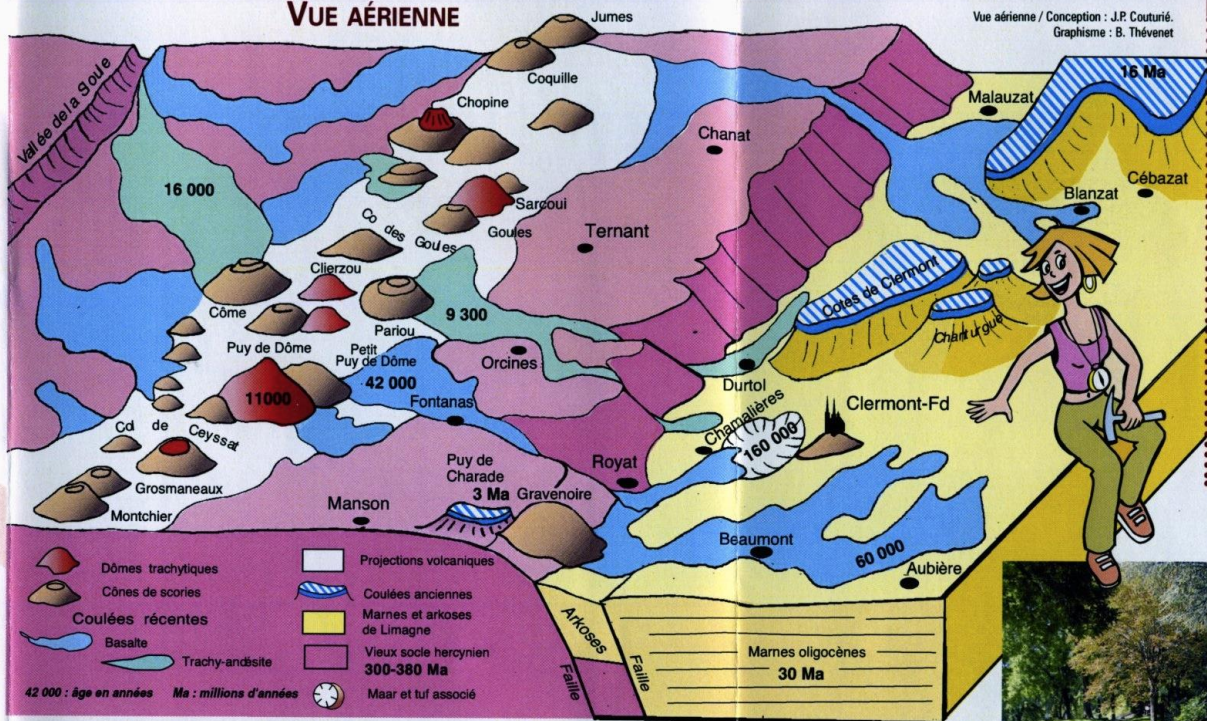 VUE AÉRIENNE
Vue aérienne / Conception : J.P. Couturié.
Graphisme : B. Thévenet
Jumes
Coquille
Chopine
Vallée de la Sioule
16 Ma
Malauzat
Chanat
Cébazat
Blanzat
16 000
Sarcoui
Goules
Co des Goules
Ternant
Clierzou
Cotes de Clermont
Chanturgue
Côme
Pariou
9 300
Puy de Dôme
Petit
Puy de Dôme
Orcines
42 000
11000
Fontanas
Durtol
Chamalières
Clermont-Fd
160 000
Col de Ceyssat
Royat
Puy de
Charade
3 Ma
Gravenoire
Grosmaneaux
Montchier
Manson
Beaumont
60 000
Aubière
Dômes trachytiques
Cônes de scories
Coulées récentes
Basalte
Trachy-andésite
42 000 : âge en années
Ma : millions d'années
Projections volcaniques
Coulées anciennes
Marnes et arkoses
de Limagne
Vieux socle hercynien
300-380 Ma
Maar et tuf associé
Arkoses
Faille
Faille
Marnes oligocènes
30 Ma